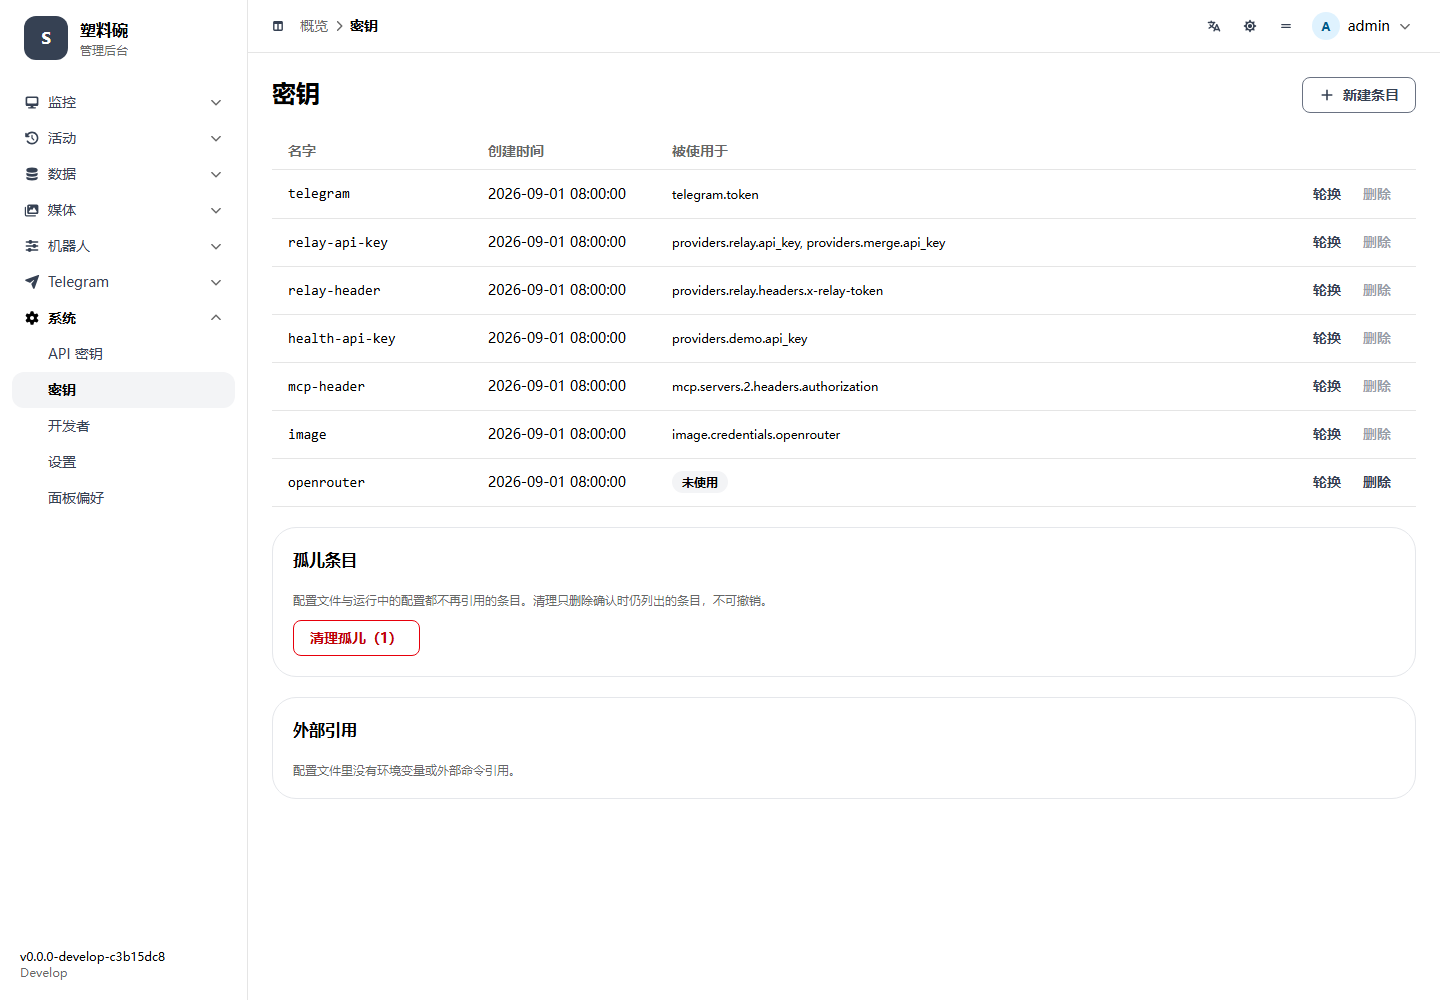 S
塑料碗
管理后台
监控
活动
数据
媒体
机器人
Telegram
系统
API 密钥
密钥
开发者
设置
面板偏好
v0.0.0-develop-c3b15dc8
Develop
概览 > 密钥
A admin
密钥
+ 新建条目
名字 创建时间 被使用于
telegram 2026-09-01 08:00:00 telegram.token 轮换 删除
relay-api-key 2026-09-01 08:00:00 providers.relay.api_key, providers.merge.api_key 轮换 删除
relay-header 2026-09-01 08:00:00 providers.relay.headers.x-relay-token 轮换 删除
health-api-key 2026-09-01 08:00:00 providers.demo.api_key 轮换 删除
mcp-header 2026-09-01 08:00:00 mcp.servers.2.headers.authorization 轮换 删除
image 2026-09-01 08:00:00 image.credentials.openrouter 轮换 删除
openrouter 2026-09-01 08:00:00 未使用 轮换 删除
孤儿条目
配置文件与运行中的配置都不再引用的条目。清理只删除确认时仍列出的条目，不可撤销。
清理孤儿（1）
外部引用
配置文件里没有环境变量或外部命令引用。